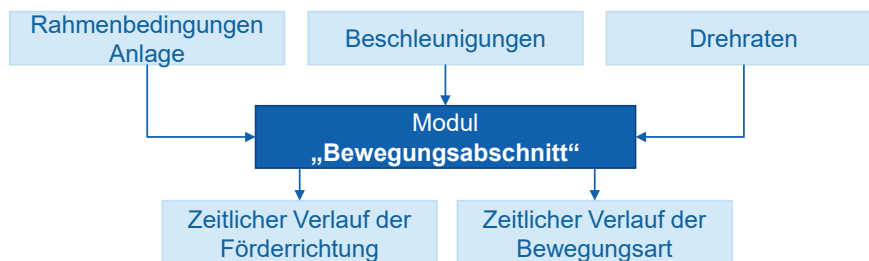 Rahmenbedingungen
Anlage
Beschleunigungen
Drehraten
Modul
„Bewegungsabschnitt“
Zeitlicher Verlauf der
Förderrichtung
Zeitlicher Verlauf der
Bewegungsart